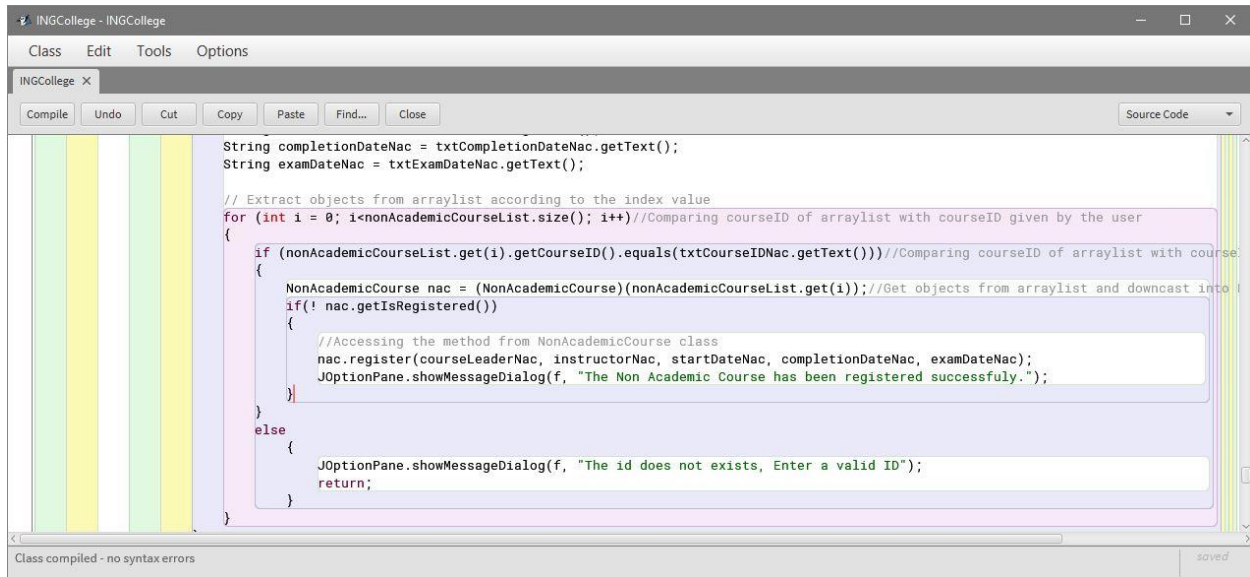 INGCollege - INGCollege
Class Edit Tools Options
INGCollege
Compile Undo Cut Copy Paste Find... Close Source Code
String completionDateNac = txtCompletionDateNac.getText();
String examDateNac = txtExamDateNac.getText();
// Extract objects from arraylist according to the index value
for (int i = 0; i<nonAcademicCourseList.size(); i++)//Comparing courseID of arraylist with courseID given by the user
{
if (nonAcademicCourseList.get(i).getCourseID().equals(txtCourseIDNac.getText()))//Comparing courseID of arraylist with course
{
NonAcademicCourse nac = (NonAcademicCourse)(nonAcademicCourseList.get(i));//Get objects from arraylist and downcast into
if(! nac.getIsRegistered())
{
//Accessing the method from NonAcademicCourse class
nac.register(courseLeaderNac, instructorNac, startDateNac, completionDateNac, examDateNac);
JOptionPane.showMessageDialog(f, "The Non Academic Course has been registered successfuly.");
}
}
else
{
JOptionPane.showMessageDialog(f, "The id does not exists, Enter a valid ID");
return;
}
}
Class compiled - no syntax errors
saved